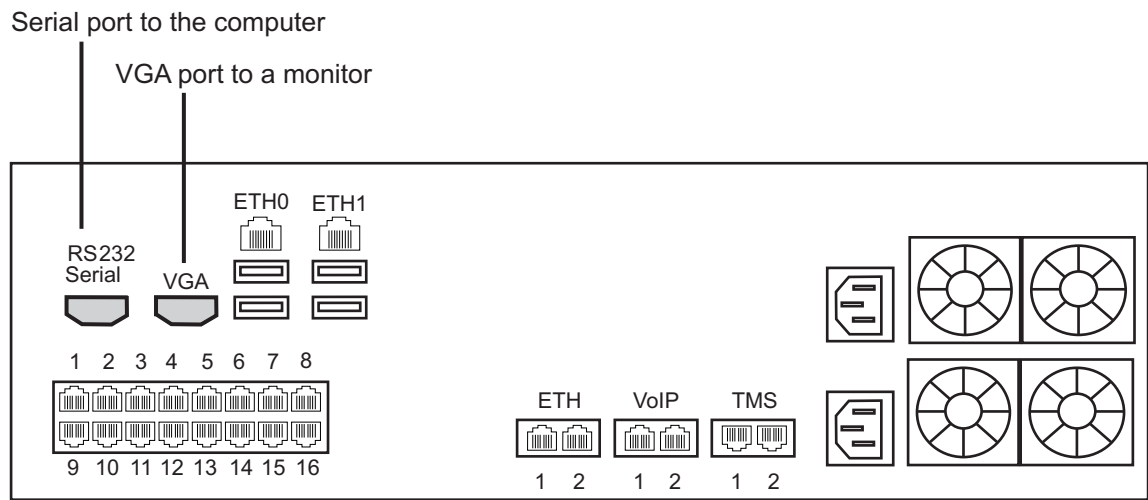 Serial port to the computer
VGA port to a monitor
ETH0 ETH1
RS232
Serial
VGA
1 2 3 4 5 6 7 8
9 10 11 12 13 14 15 16
ETH VoIP TMS
1 2 1 2 1 2